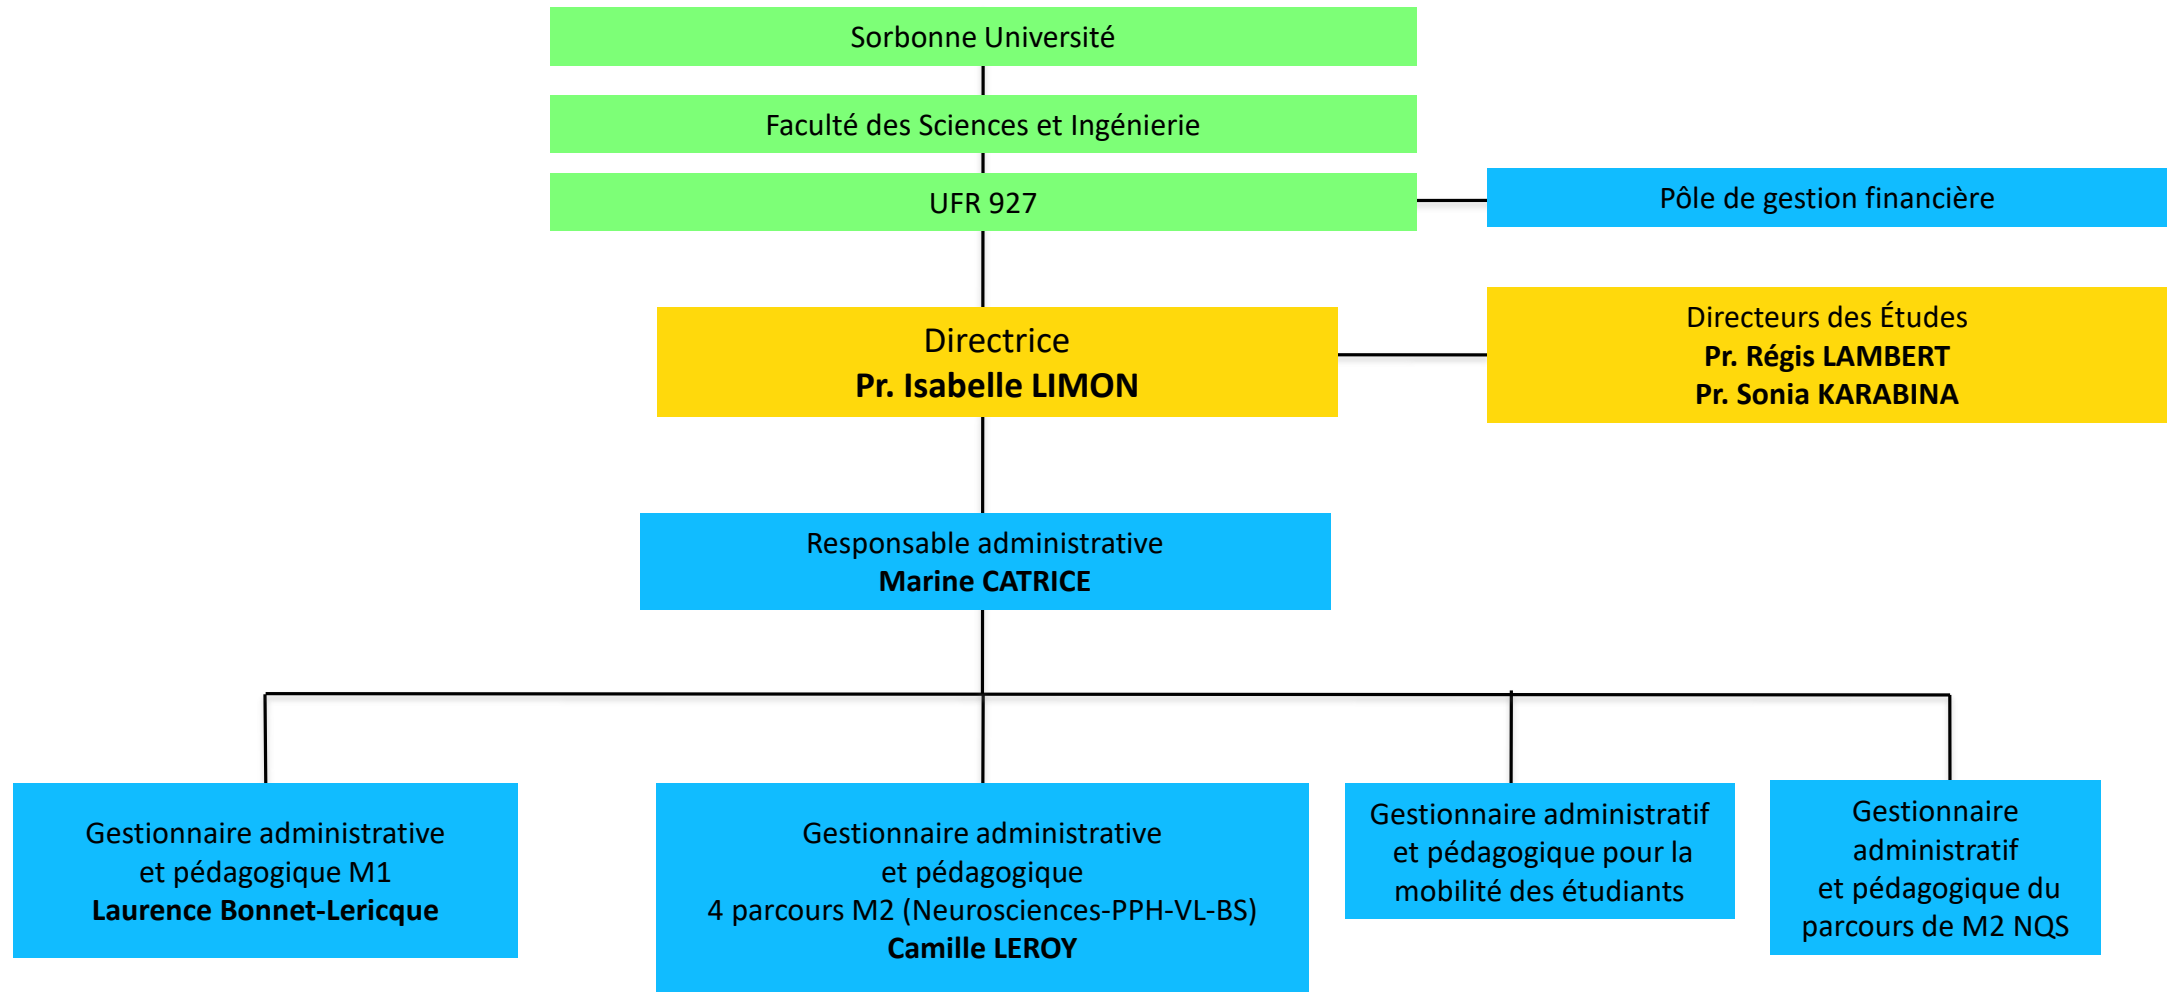 Sorbonne Université
Faculté des Sciences et Ingénierie
UFR 927
Pôle de gestion financière
Directrice
Pr. Isabelle LIMON
Directeurs des Études
Pr. Régis LAMBERT
Pr. Sonia KARABINA
Responsable administrative
Marine CATRICE
Gestionnaire administrative
et pédagogique M1
Laurence Bonnet-Lericque
Gestionnaire administrative
et pédagogique
4 parcours M2 (Neurosciences-PPH-VL-BS)
Camille LEROY
Gestionnaire administratif
et pédagogique pour la
mobilité des étudiants
Gestionnaire
administratif
et pédagogique du
parcours de M2 NQS